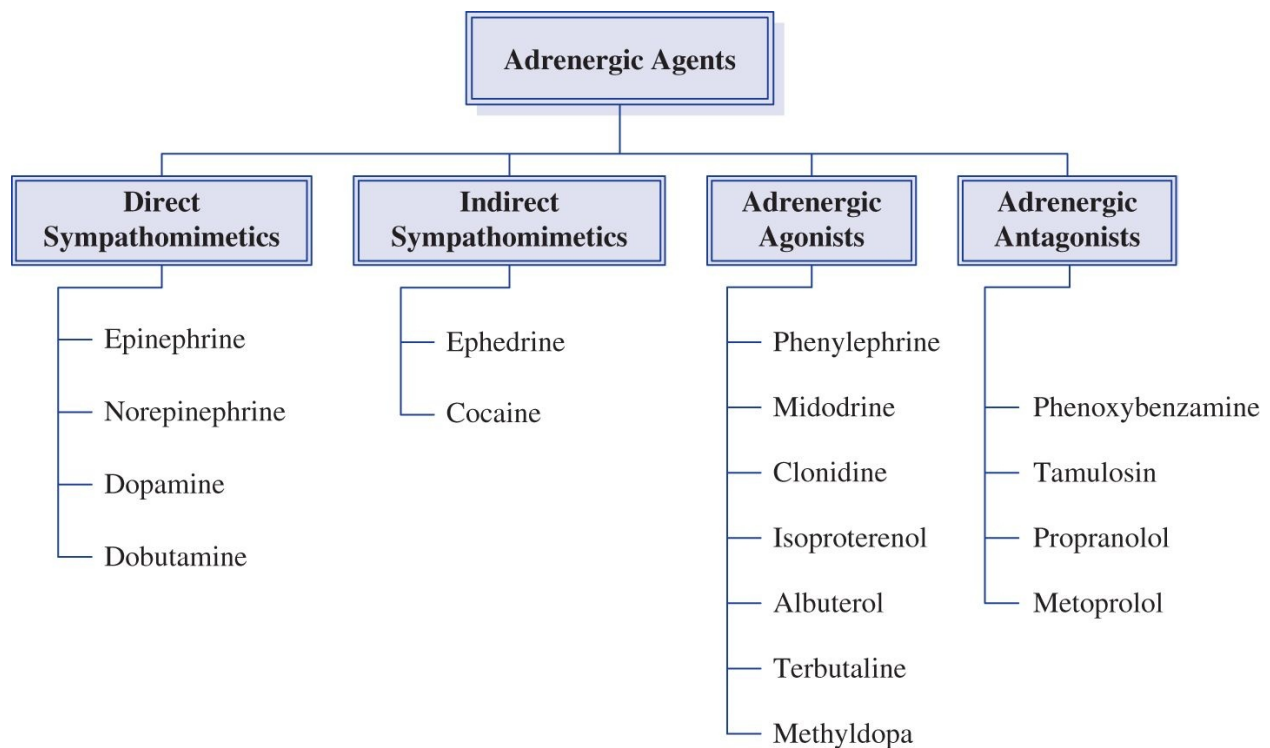 Adrenergic Agents
Direct
Sympathomimetics
Epinephrine
Norepinephrine
Dopamine
Dobutamine
Indirect
Sympathomimetics
Ephedrine
Cocaine
Adrenergic
Agonists
Phenylephrine
Midodrine
Clonidine
Isoproterenol
Albuterol
Terbutaline
Methyldopa
Adrenergic
Antagonists
Phenoxybenzamine
Tamulosin
Propranolol
Metoprolol